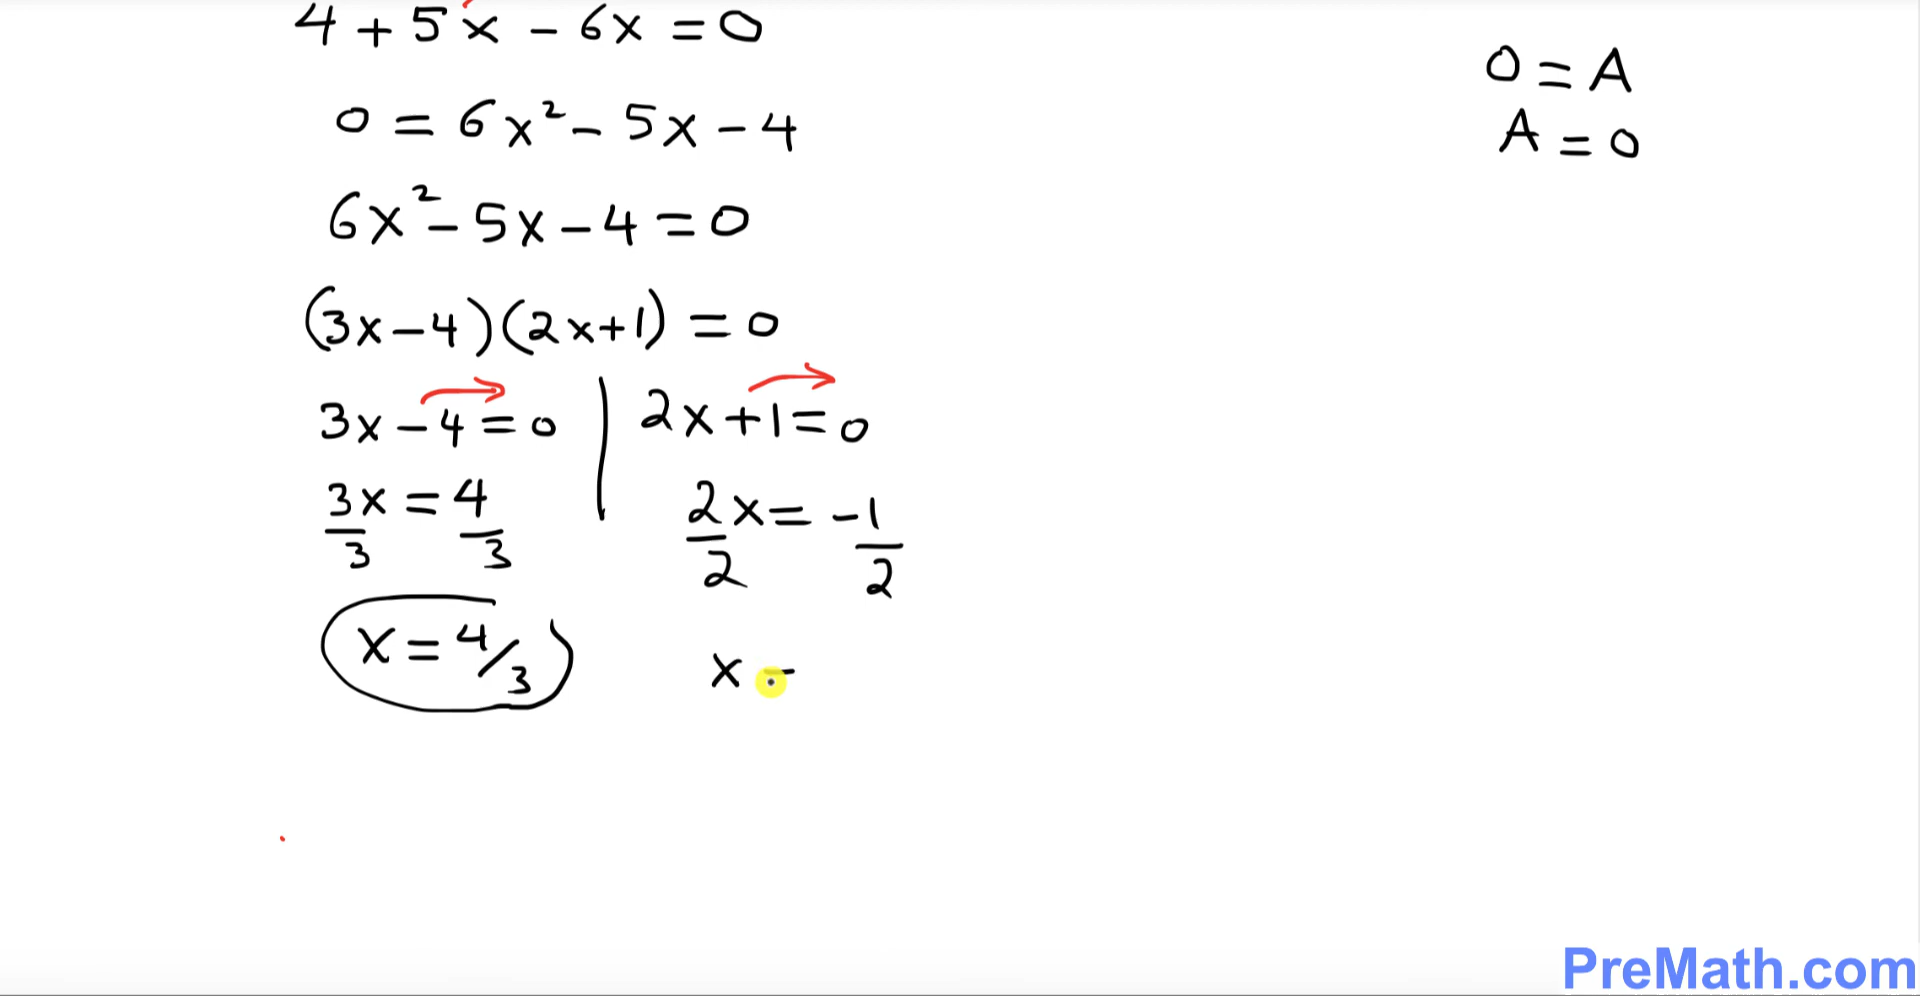 4 + 5x - 6x = 0
0 = 6x² - 5x - 4
6x² - 5x - 4 = 0
(3x - 4)(2x + 1) = 0
3x - 4 = 0 | 2x + 1 = 0
3x/3 = 4/3
2x/2 = -1/2
x = 4/3
x -
0 = A
A = 0
PreMath.com